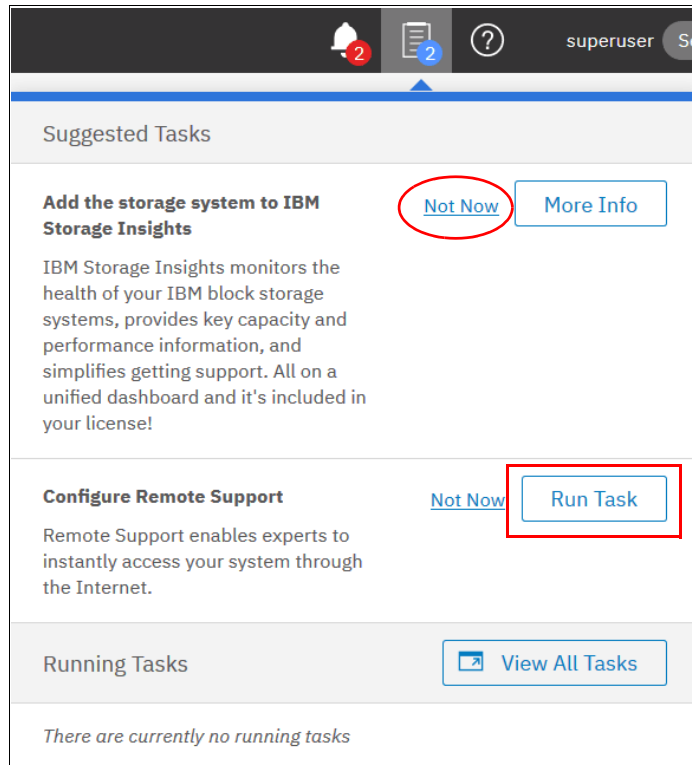 2 2 ? superuser
Suggested Tasks
Add the storage system to IBM
Storage Insights
Not Now More Info
IBM Storage Insights monitors the
health of your IBM block storage
systems, provides key capacity and
performance information, and
simplifies getting support. All on a
unified dashboard and it's included in
your license!
Configure Remote Support
Not Now Run Task
Remote Support enables experts to
instantly access your system through
the Internet.
Running Tasks View All Tasks
There are currently no running tasks